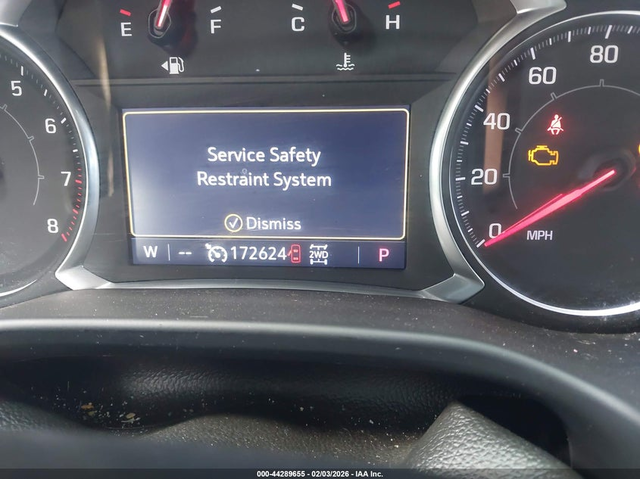 E F C H
5
6
7
8
80
60
40
20
0
MPH
Service Safety
Restraint System
Dismiss
W -- 172624 2WD P
000-44289655 - 02/03/2026 - IAA Inc.